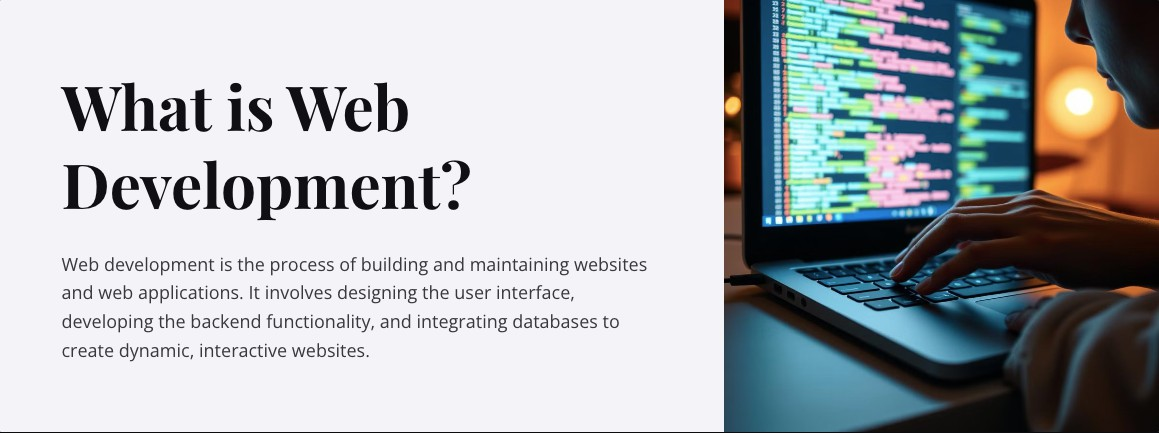 What is Web
Development?
Web development is the process of building and maintaining websites
and web applications. It involves designing the user interface,
developing the backend functionality, and integrating databases to
create dynamic, interactive websites.